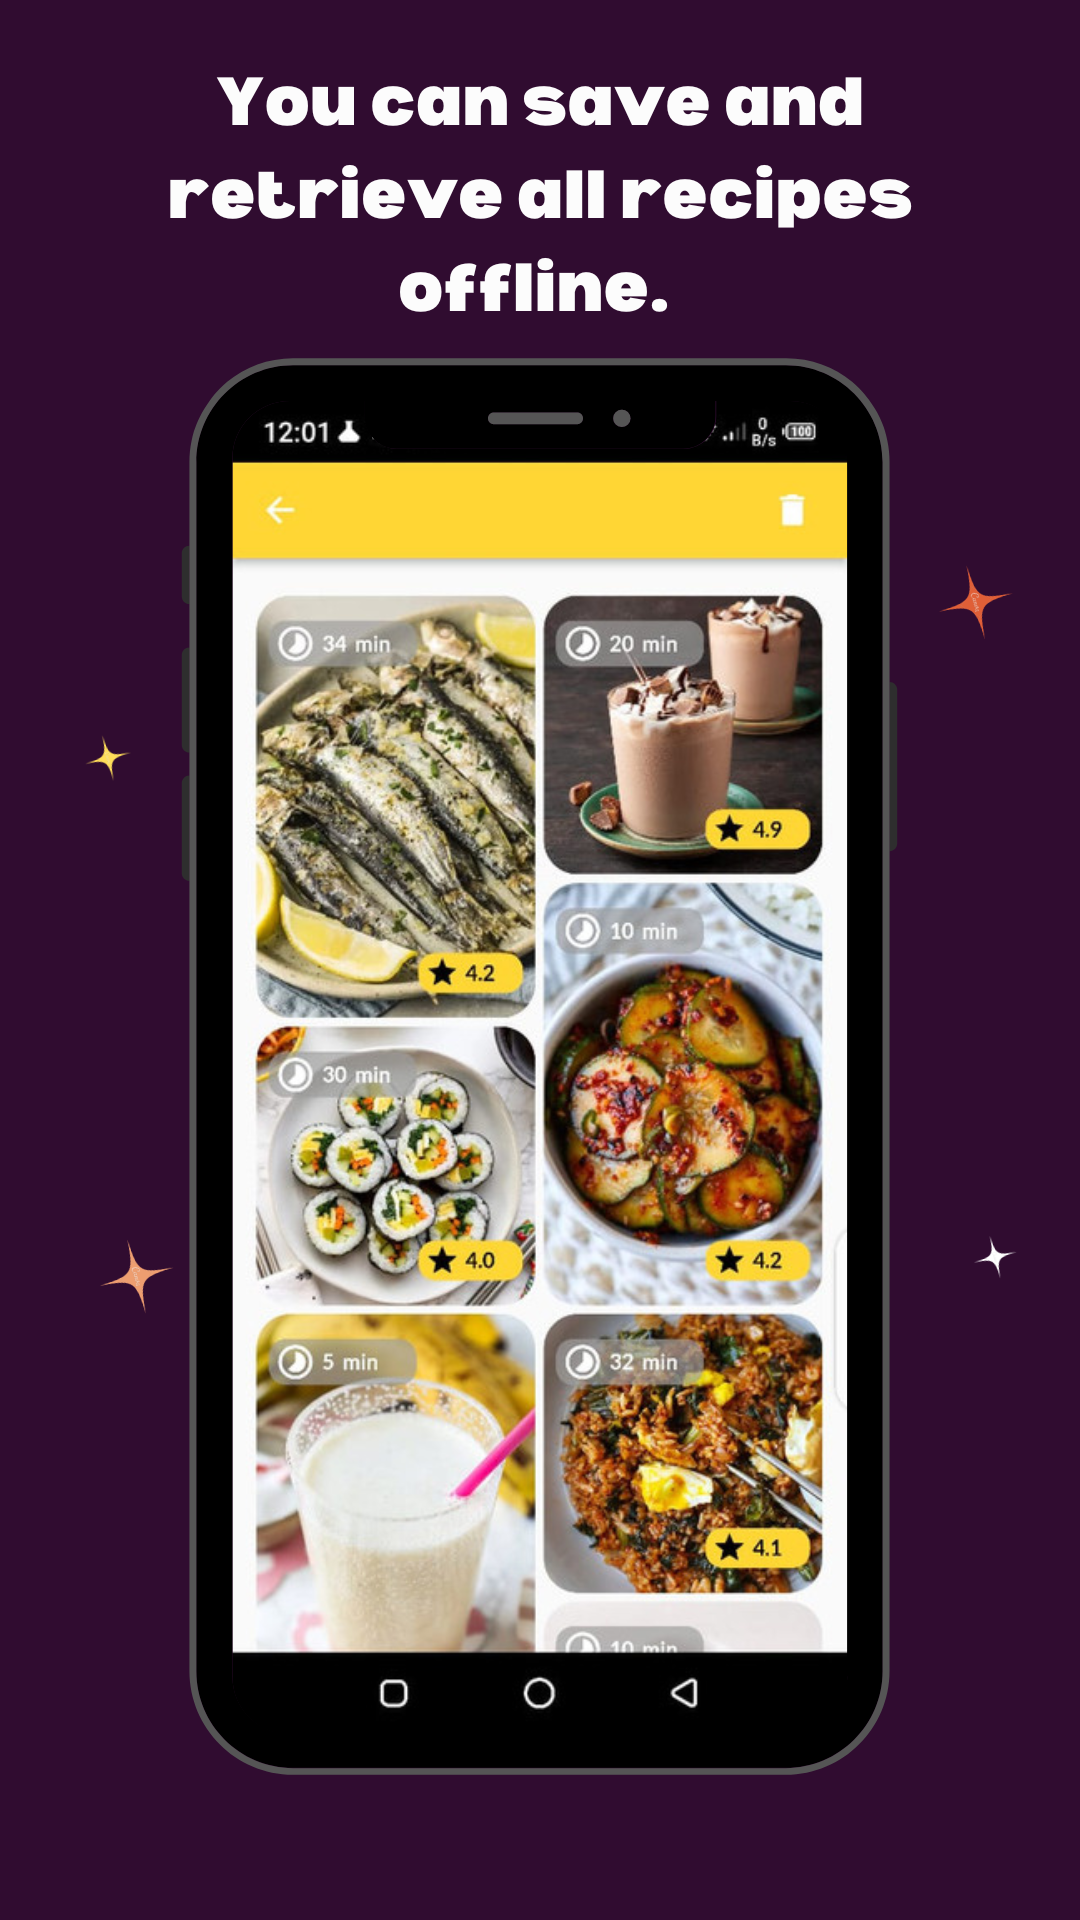 You can save and
retrieve all recipes
offline.
12:01
0
B/s
100
34 min
20 min
4.9
10 min
4.2
30 min
4.0
4.2
5 min
32 min
4.1
10 min